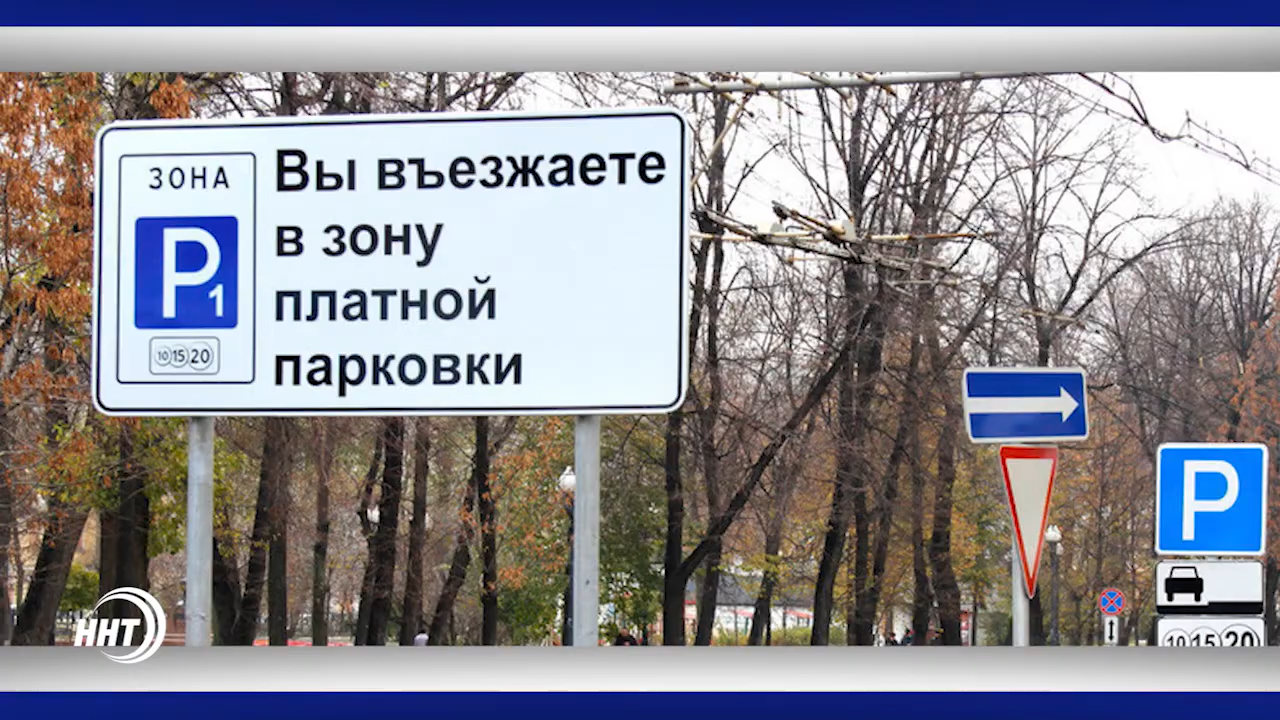 ЗОНА
P1
10 15 20
Вы въезжаете
в зону
платной
парковки
P
10 15 20
ННТ